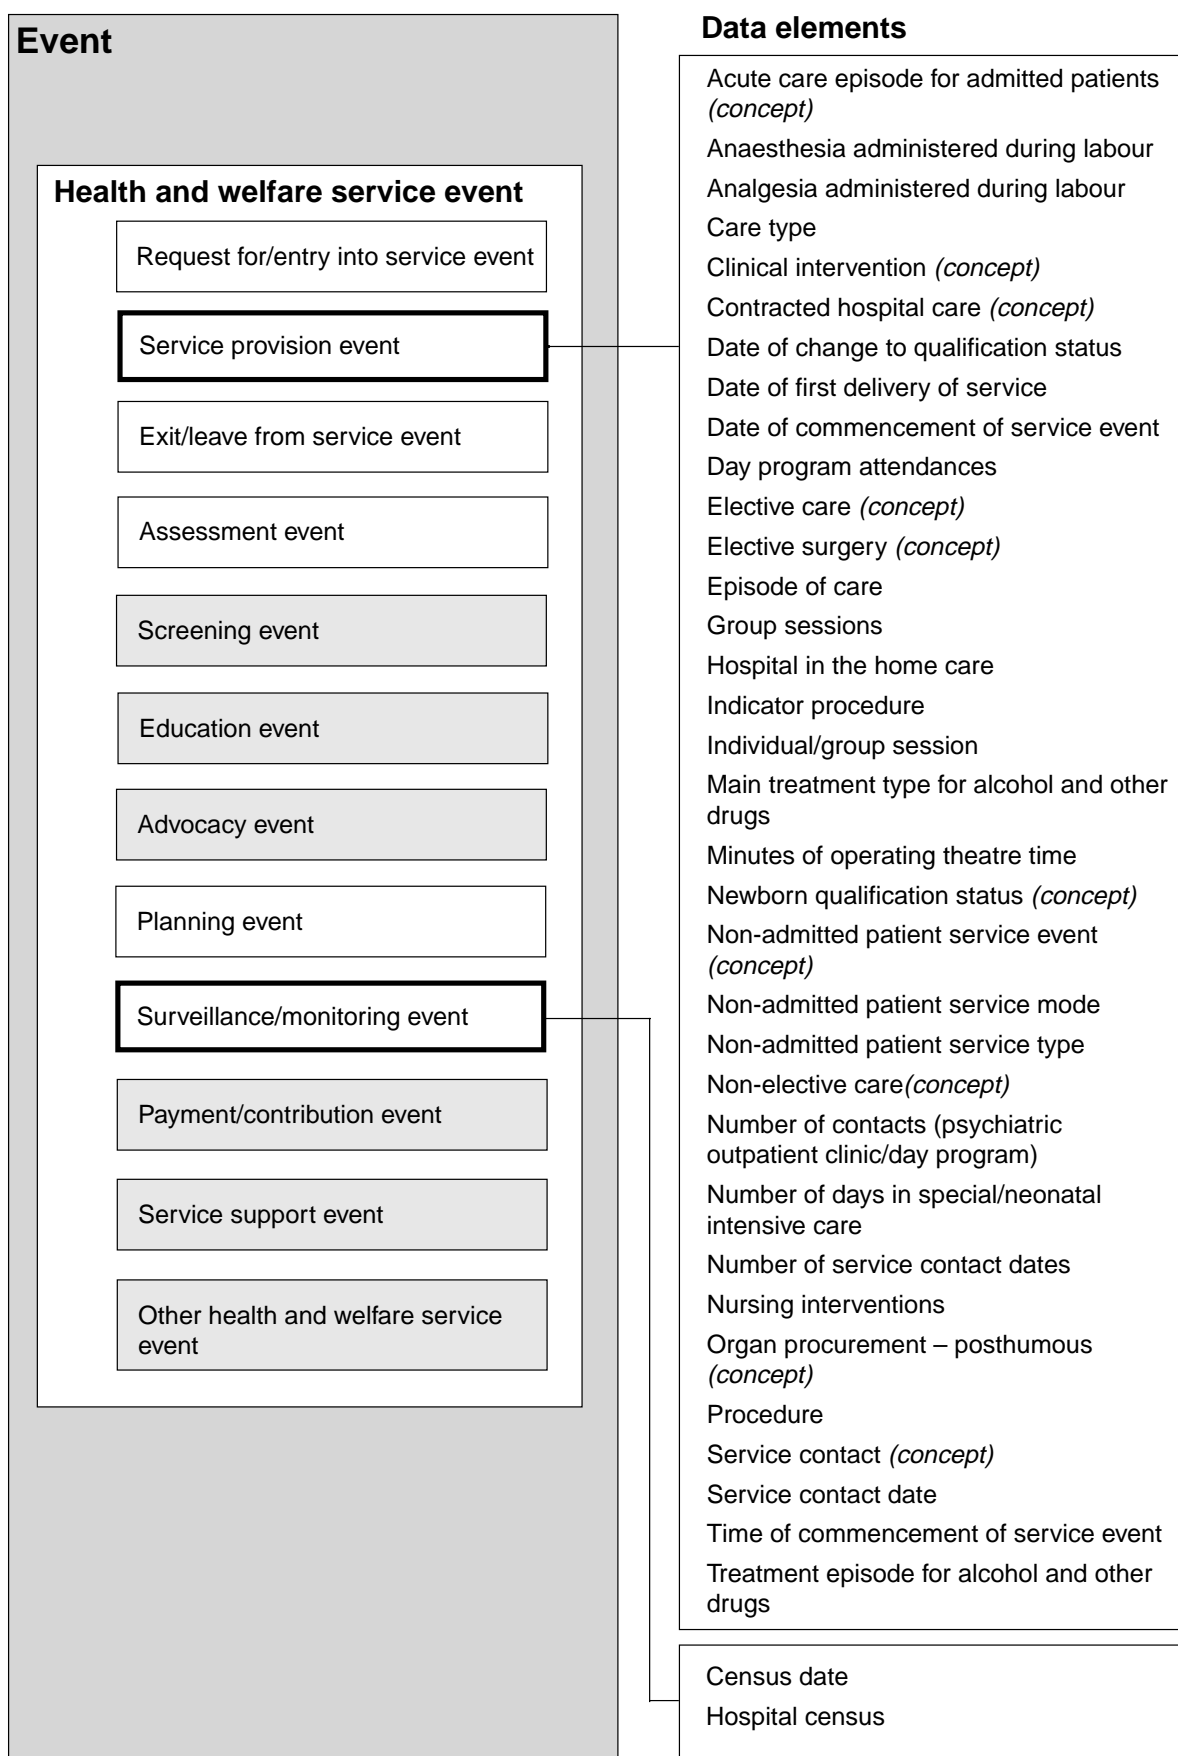 Event
Health and welfare service event
Request for/entry into service event
Service provision event
Exit/leave from service event
Assessment event
Screening event
Education event
Advocacy event
Planning event
Surveillance/monitoring event
Payment/contribution event
Service support event
Other health and welfare service
event
Data elements
Acute care episode for admitted patients
(concept)
Anaesthesia administered during labour
Analgesia administered during labour
Care type
Clinical intervention (concept)
Contracted hospital care (concept)
Date of change to qualification status
Date of first delivery of service
Date of commencement of service event
Day program attendances
Elective care (concept)
Elective surgery (concept)
Episode of care
Group sessions
Hospital in the home care
Indicator procedure
Individual/group session
Main treatment type for alcohol and other
drugs
Minutes of operating theatre time
Newborn qualification status (concept)
Non-admitted patient service event
(concept)
Non-admitted patient service mode
Non-admitted patient service type
Non-elective care(concept)
Number of contacts (psychiatric
outpatient clinic/day program)
Number of days in special/neonatal
intensive care
Number of service contact dates
Nursing interventions
Organ procurement – posthumous
(concept)
Procedure
Service contact (concept)
Service contact date
Time of commencement of service event
Treatment episode for alcohol and other
drugs
Census date
Hospital census